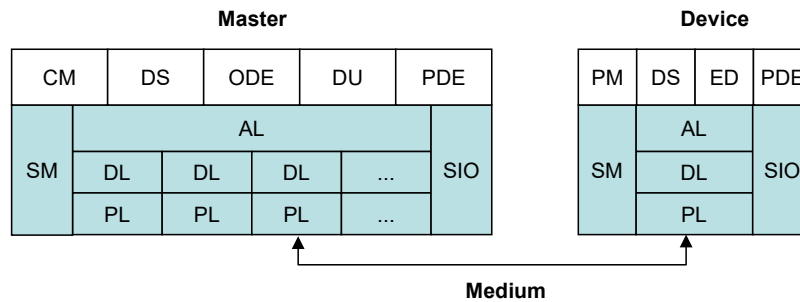 Master Device
CM DS ODE DU PDE PM DS ED PDE
AL AL
SM DL DL DL ... SIO SM DL SIO
PL PL PL ... PL
Medium